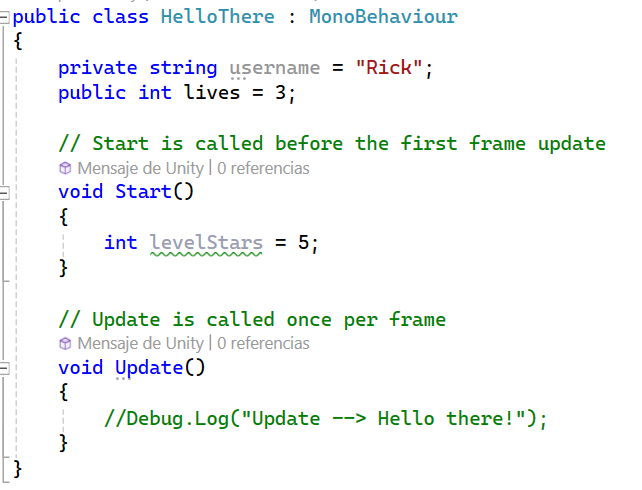 public class HelloThere : MonoBehaviour
{
    private string username = "Rick";
    public int lives = 3;

    // Start is called before the first frame update
    Mensaje de Unity | 0 referencias
    void Start()
    {
        int levelStars = 5;
    }

    // Update is called once per frame
    Mensaje de Unity | 0 referencias
    void Update()
    {
        //Debug.Log("Update --> Hello there!");
    }
}